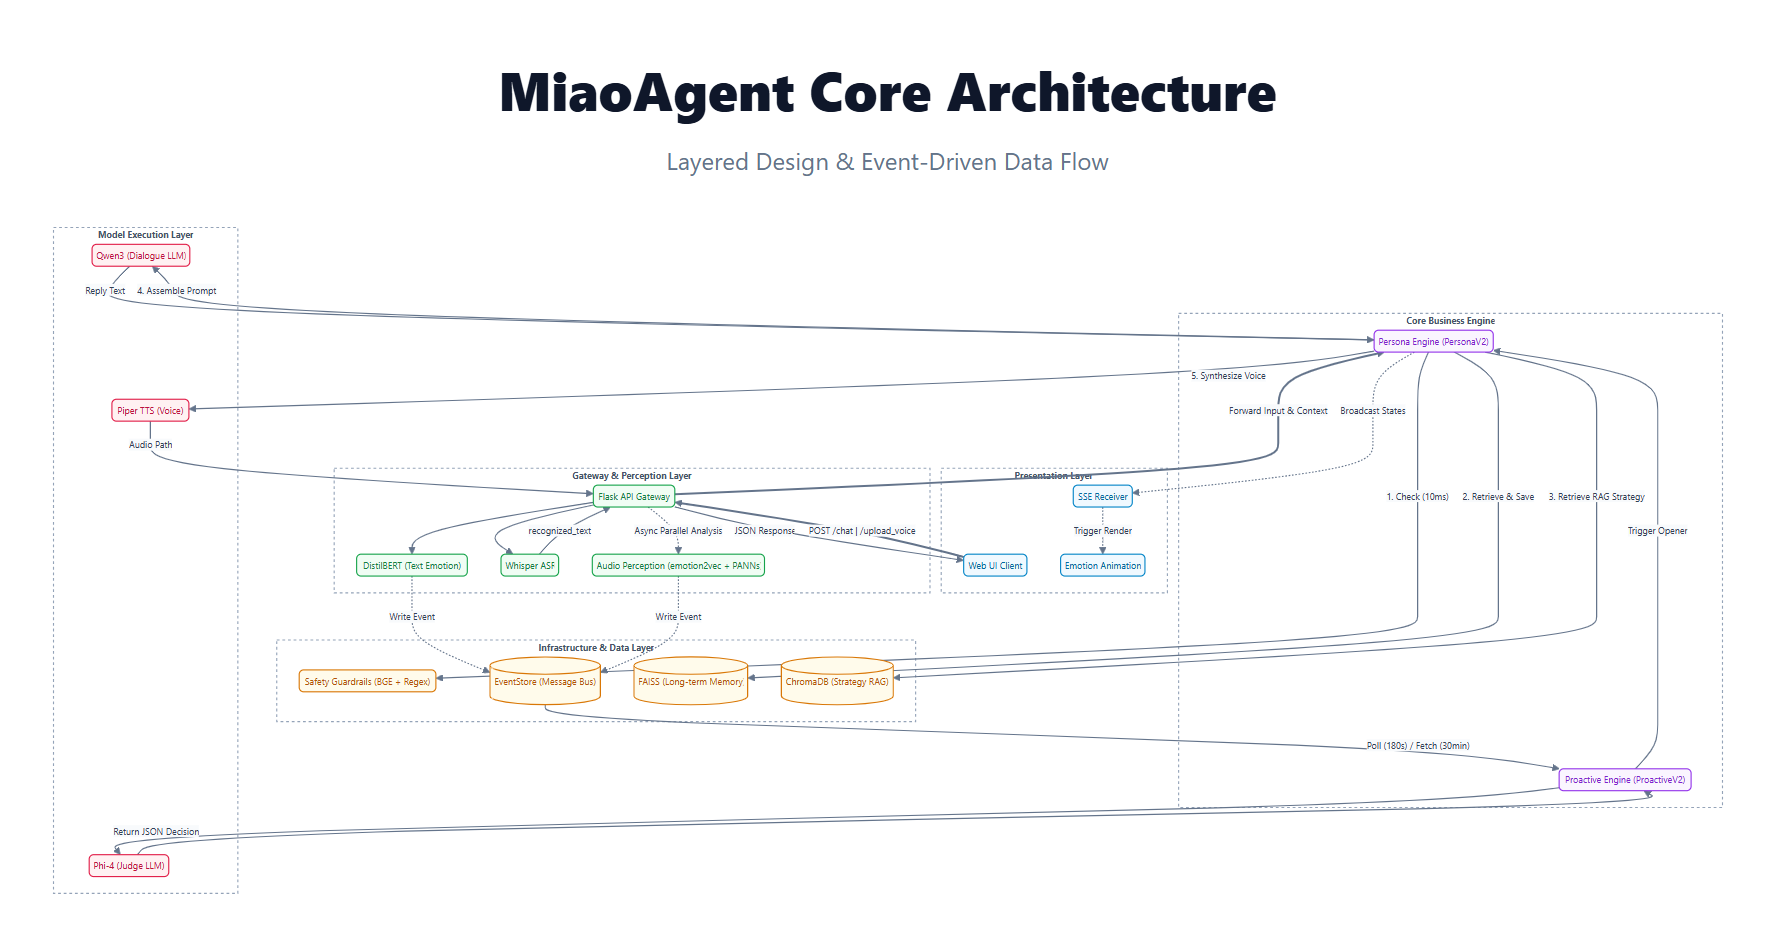 MiaoAgent Core Architecture
Layered Design & Event-Driven Data Flow
Model Execution Layer
Qwen3 (Dialogue LLM)
Reply Text
4. Assemble Prompt
Core Business Engine
Persona Engine (PersonaV2)
5. Synthesize Voice
Piper TTS (Voice)
Forward Input & Context
Broadcast States
Audio Path
Gateway & Perception Layer
Presentation Layer
Flask API Gateway
SSE Receiver
1. Check (10ms)
2. Retrieve & Save
3. Retrieve RAG Strategy
recognized_text
Async Parallel Analysis
JSON Response
POST /chat | /upload_voice
Trigger Render
Trigger Opener
DistilBERT (Text Emotion)
Whisper ASF
Audio Perception (emotion2vec + PANNs
Web UI Client
Emotion Animation
Write Event
Write Event
Infrastructure & Data Layer
Safety Guardrails (BGE + Regex)
EventStore (Message Bus)
FAISS (Long-term Memory
ChromaDB (Strategy RAG)
Poll (180s) / Fetch (30min)
Proactive Engine (ProactiveV2)
Return JSON Decision
Phi-4 (Judge LLM)